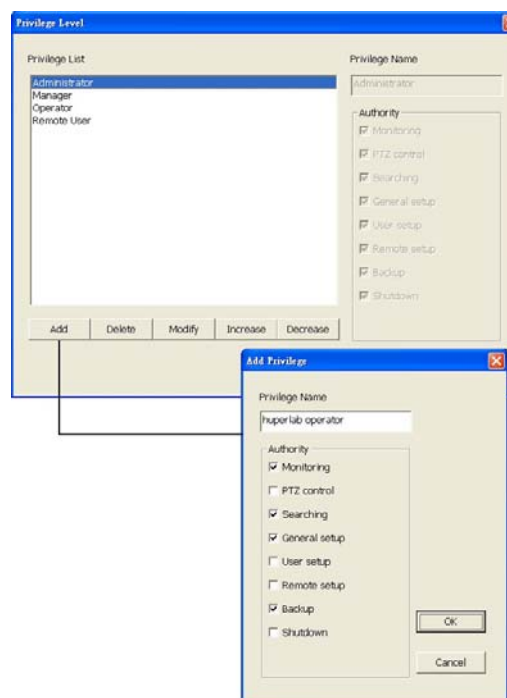 Privilege Level
Privilege List
Administrator
Manager
Operator
Remote User
Privilege Name
Administrator
Authority
Monitoring
PTZ control
Searching
General setup
User setup
Remote setup
Backup
Shutdown
Add Delete Modify Increase Decrease
Add Privilege
Privilege Name
huperlab operator
Authority
Monitoring
PTZ control
Searching
General setup
User setup
Remote setup
Backup
Shutdown
OK
Cancel